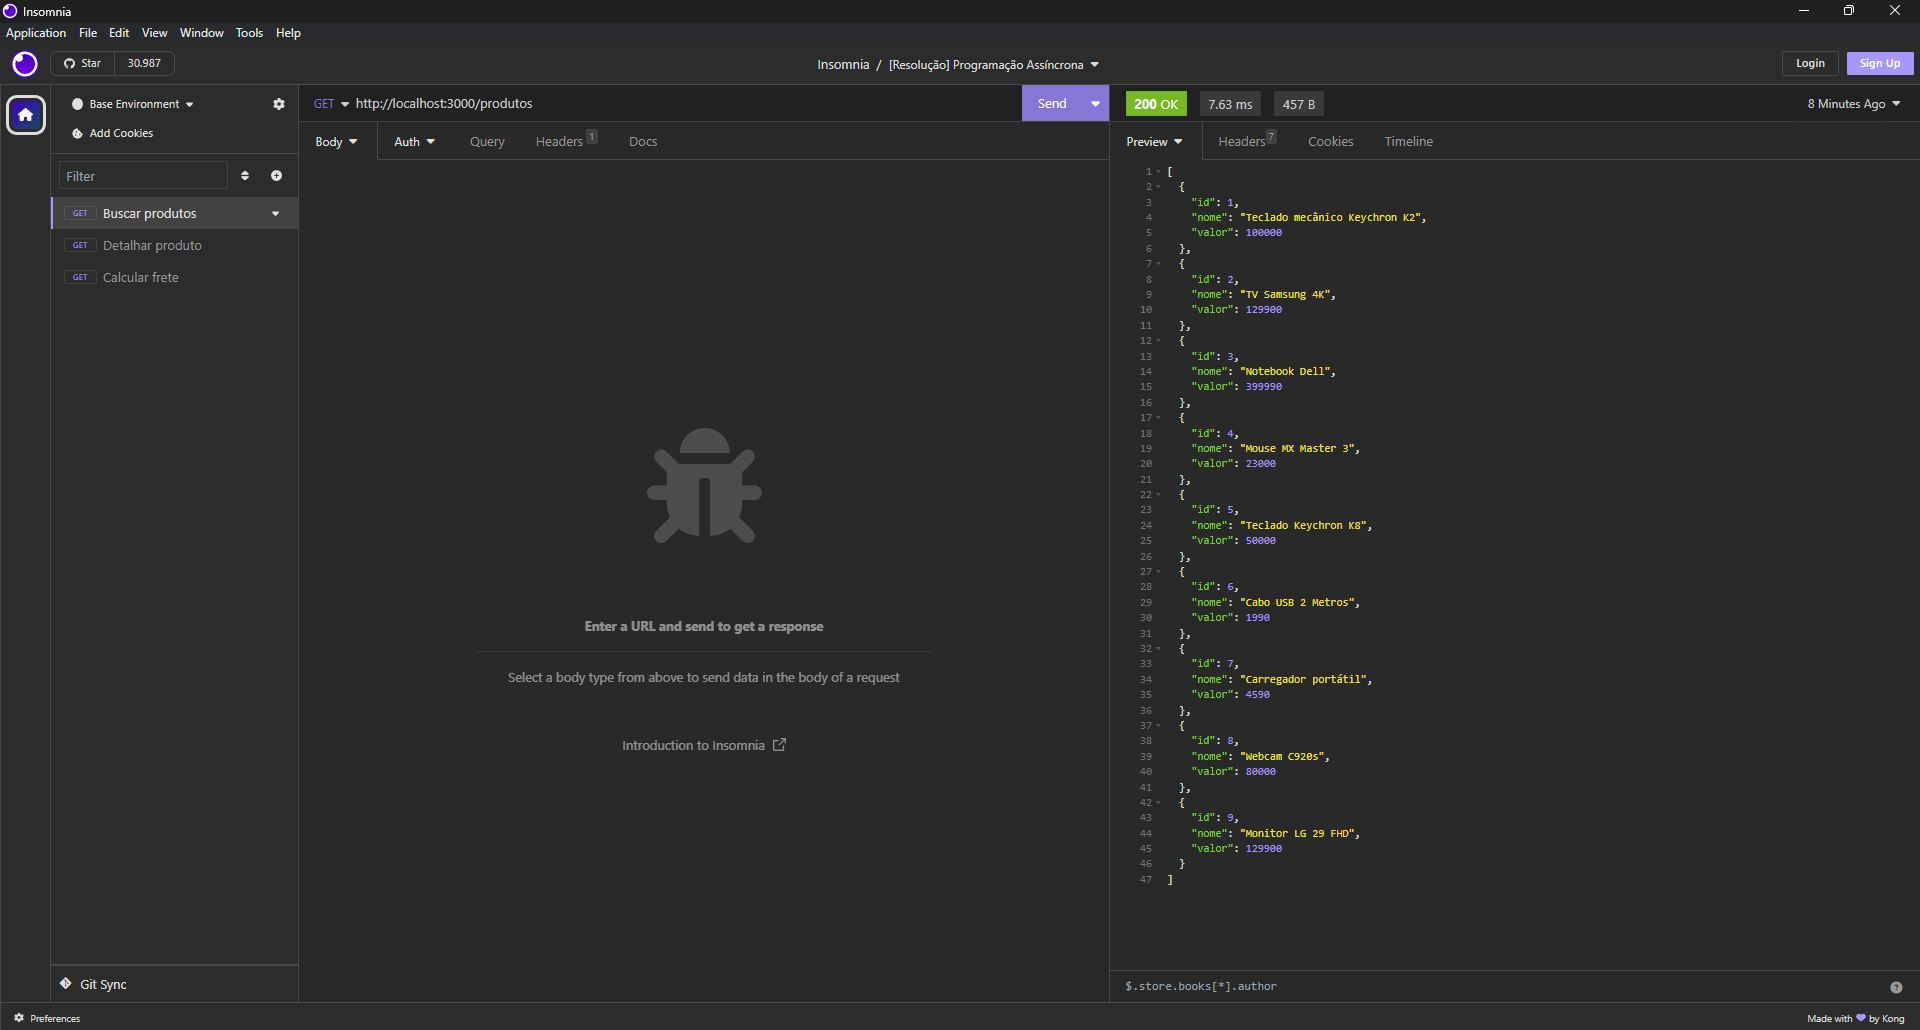 Insomnia
Application File Edit View Window Tools Help
Star 30.987
Insomnia / [Resolução] Programação Assíncrona
Login Sign Up
Base Environment
Add Cookies
Filter
GET Buscar produtos
GET Detalhar produto
GET Calcular frete
Git Sync
Preferences
GET http://localhost:3000/produtos
Send
Body Auth Query Headers 1 Docs
Enter a URL and send to get a response
Select a body type from above to send data in the body of a request
Introduction to Insomnia
200 OK 7.63 ms 457 B 8 Minutes Ago
Preview Headers 7 Cookies Timeline
1 [
2 {
3 "id": 1,
4 "nome": "Teclado mecânico Keychron K2",
5 "valor": 100000
6 },
7 {
8 "id": 2,
9 "nome": "TV Samsung 4K",
10 "valor": 129900
11 },
12 {
13 "id": 3,
14 "nome": "Notebook Dell",
15 "valor": 399990
16 },
17 {
18 "id": 4,
19 "nome": "Mouse MX Master 3",
20 "valor": 23000
21 },
22 {
23 "id": 5,
24 "nome": "Teclado Keychron K8",
25 "valor": 50000
26 },
27 {
28 "id": 6,
29 "nome": "Cabo USB 2 Metros",
30 "valor": 1990
31 },
32 {
33 "id": 7,
34 "nome": "Carregador portátil",
35 "valor": 4590
36 },
37 {
38 "id": 8,
39 "nome": "Webcam C920s",
40 "valor": 80000
41 },
42 {
43 "id": 9,
44 "nome": "Monitor LG 29 FHD",
45 "valor": 129900
46 }
47 ]
$.store.books[*].author
?
Made with 💜 by Kong